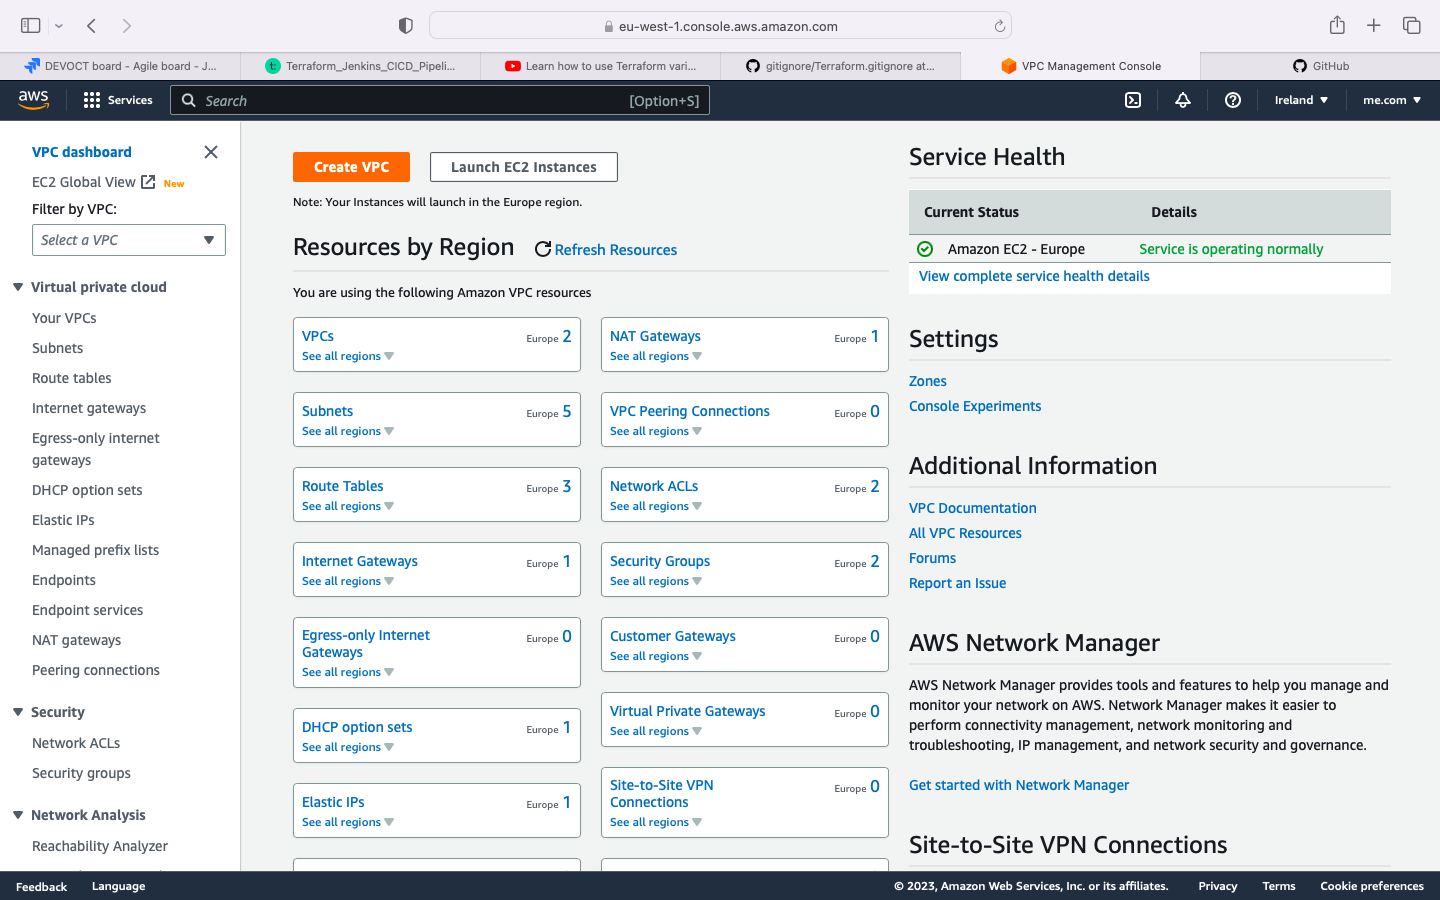 eu-west-1.console.aws.amazon.com
DEVOCT board - Agile board - J...
Terraform_Jenkins_CICD_Pipeli...
Learn how to use Terraform vari...
gitignore/Terraform.gitignore at...
VPC Management Console
GitHub
aws
Services
Search
[Option+S]
Ireland
me.com
VPC dashboard
EC2 Global View
New
Filter by VPC:
Select a VPC
Virtual private cloud
Your VPCs
Subnets
Route tables
Internet gateways
Egress-only internet
gateways
DHCP option sets
Elastic IPs
Managed prefix lists
Endpoints
Endpoint services
NAT gateways
Peering connections
Security
Network ACLs
Security groups
Network Analysis
Reachability Analyzer
Create VPC
Launch EC2 Instances
Note: Your Instances will launch in the Europe region.
Resources by Region
Refresh Resources
You are using the following Amazon VPC resources
VPCs
Europe 2
See all regions
NAT Gateways
Europe 1
See all regions
Subnets
Europe 5
See all regions
VPC Peering Connections
Europe 0
See all regions
Route Tables
Europe 3
See all regions
Network ACLs
Europe 2
See all regions
Internet Gateways
Europe 1
See all regions
Security Groups
Europe 2
See all regions
Egress-only Internet
Gateways
Europe 0
See all regions
Customer Gateways
Europe 0
See all regions
DHCP option sets
Europe 1
See all regions
Virtual Private Gateways
Europe 0
See all regions
Elastic IPs
Europe 1
See all regions
Site-to-Site VPN
Connections
Europe 0
See all regions
Service Health
Current Status
Details
Amazon EC2 - Europe
Service is operating normally
View complete service health details
Settings
Zones
Console Experiments
Additional Information
VPC Documentation
All VPC Resources
Forums
Report an Issue
AWS Network Manager
AWS Network Manager provides tools and features to help you manage and
monitor your network on AWS. Network Manager makes it easier to
perform connectivity management, network monitoring and
troubleshooting, IP management, and network security and governance.
Get started with Network Manager
Site-to-Site VPN Connections
Feedback
Language
© 2023, Amazon Web Services, Inc. or its affiliates.
Privacy
Terms
Cookie preferences